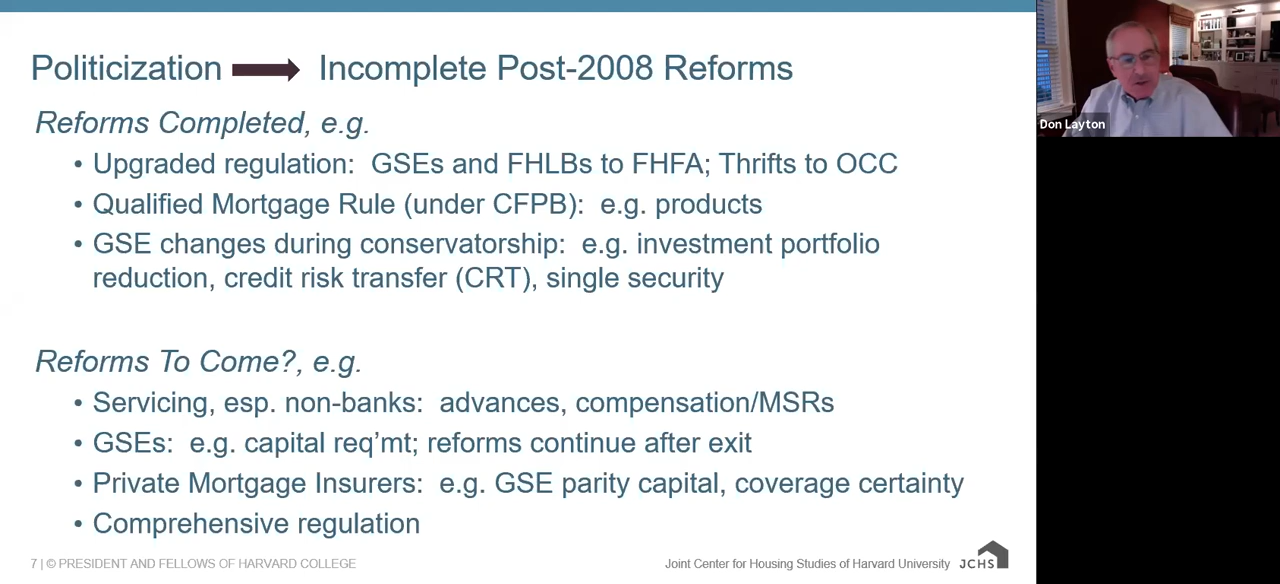 Politicization Incomplete Post-2008 Reforms
Reforms Completed, e.g.
• Upgraded regulation: GSEs and FHLBs to FHFA; Thrifts to OCC
• Qualified Mortgage Rule (under CFPB): e.g. products
• GSE changes during conservatorship: e.g. investment portfolio
reduction, credit risk transfer (CRT), single security
Reforms To Come?, e.g.
• Servicing, esp. non-banks: advances, compensation/MSRs
• GSEs: e.g. capital req'mt; reforms continue after exit
• Private Mortgage Insurers: e.g. GSE parity capital, coverage certainty
• Comprehensive regulation
7 | © PRESIDENT AND FELLOWS OF HARVARD COLLEGE
Joint Center for Housing Studies of Harvard University JCHS
Don Layton